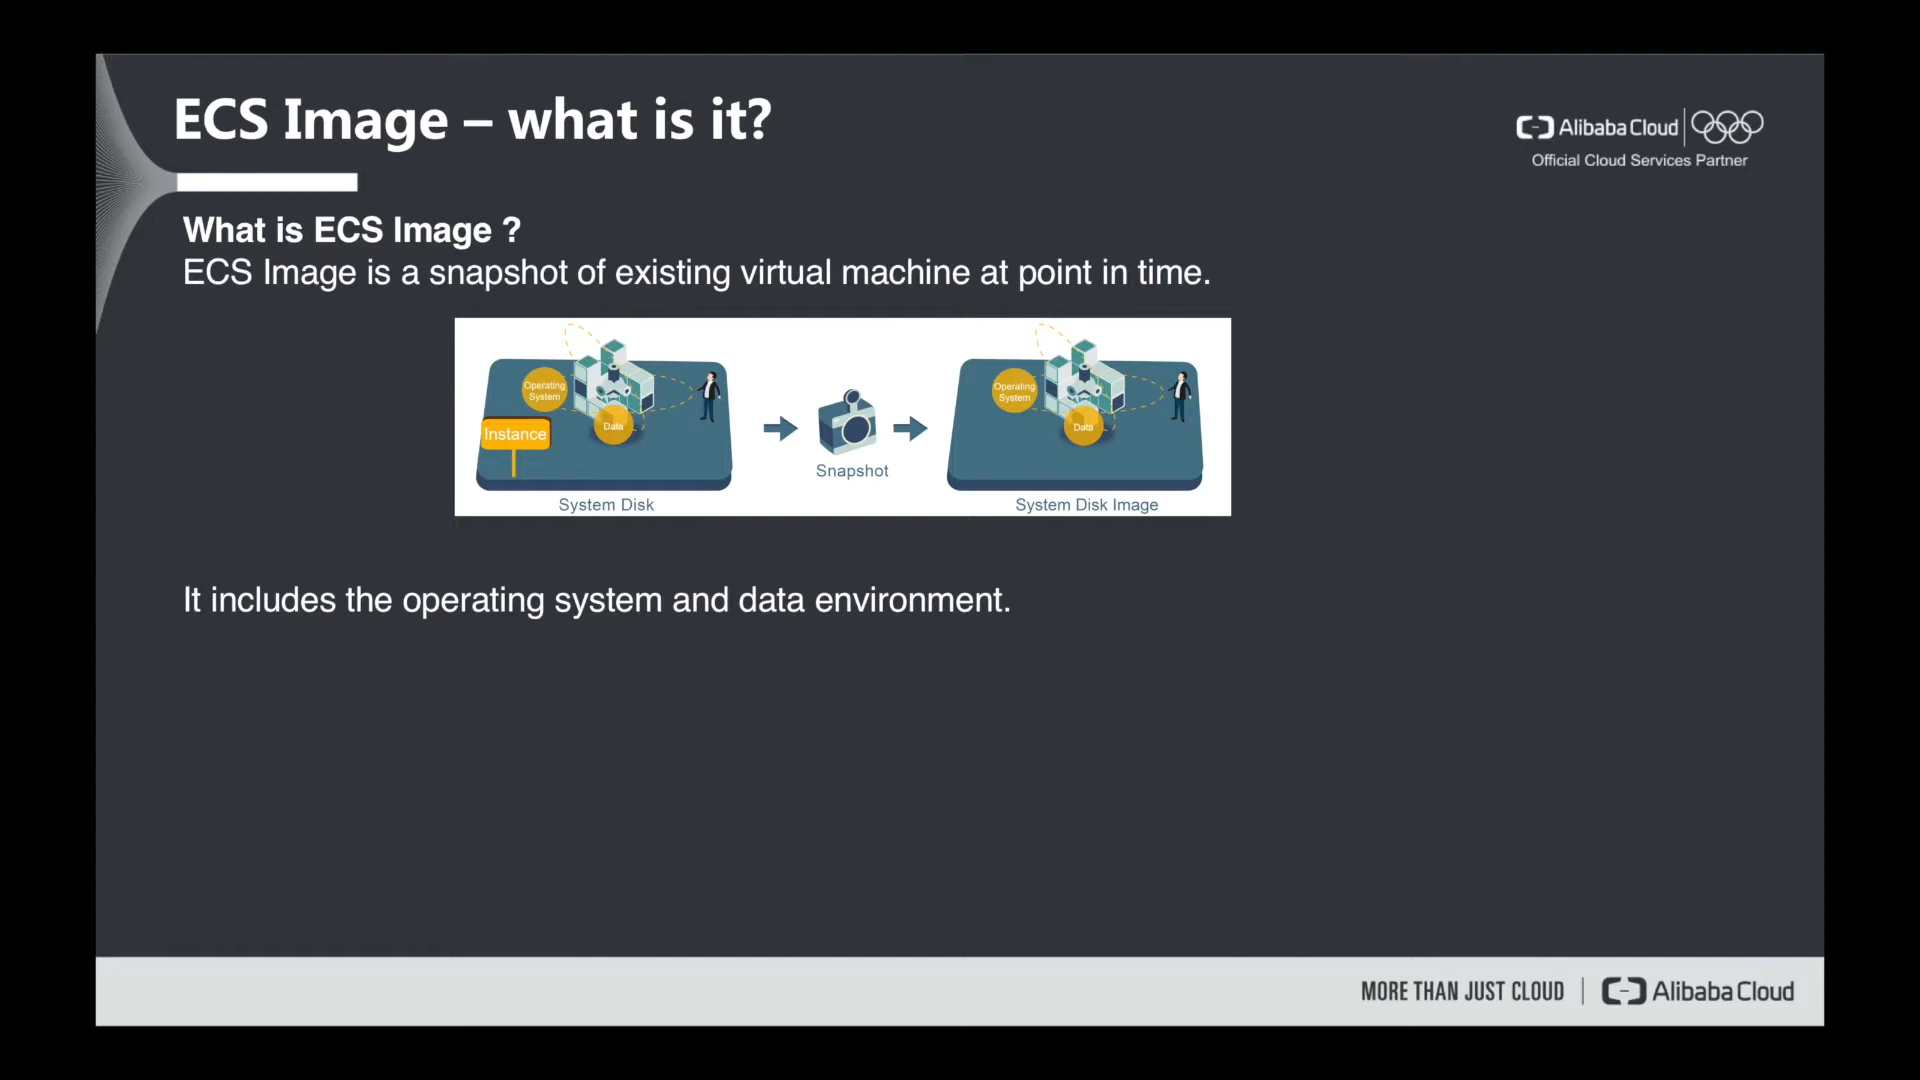 ECS Image – what is it?
Alibaba Cloud
Official Cloud Services Partner
What is ECS Image ?
ECS Image is a snapshot of existing virtual machine at point in time.
Operating
System
Data
Instance
System Disk
Snapshot
Operating
System
Data
System Disk Image
It includes the operating system and data environment.
MORE THAN JUST CLOUD | Alibaba Cloud